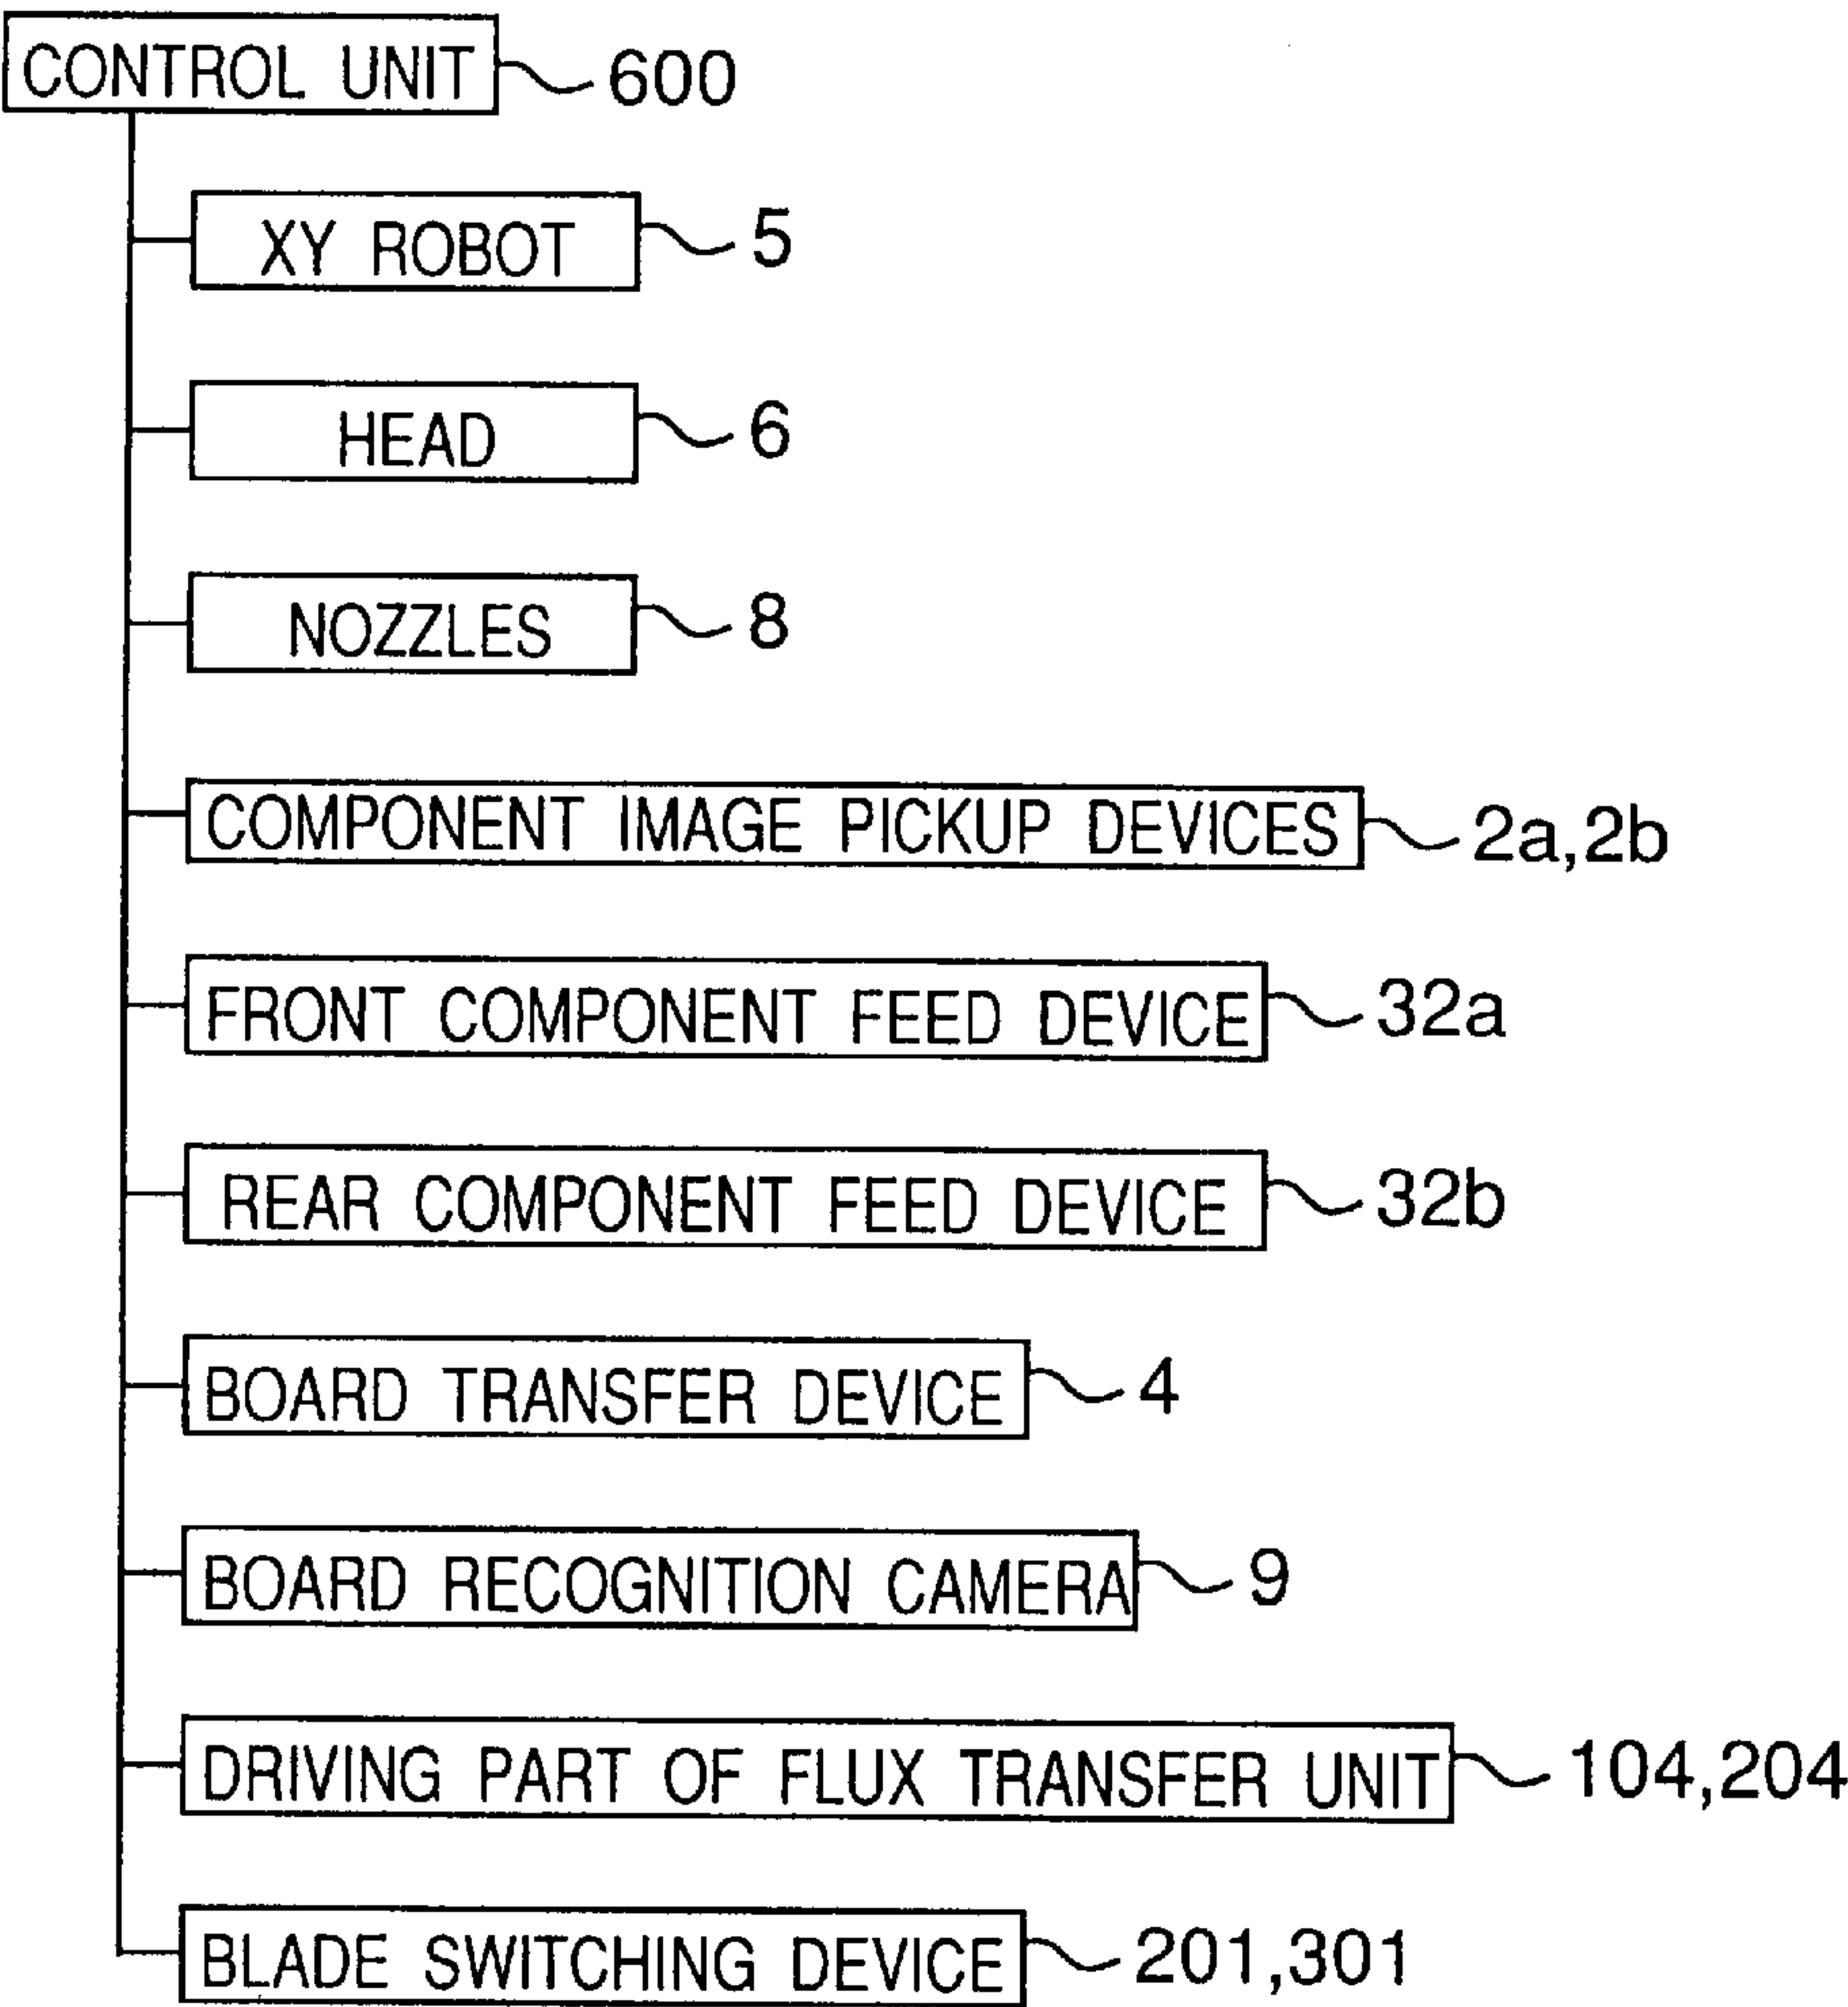 CONTROL UNIT 600
XY ROBOT 5
HEAD 6
NOZZLES 8
COMPONENT IMAGE PICKUP DEVICES 2a,2b
FRONT COMPONENT FEED DEVICE 32a
REAR COMPONENT FEED DEVICE 32b
BOARD TRANSFER DEVICE 4
BOARD RECOGNITION CAMERA 9
DRIVING PART OF FLUX TRANSFER UNIT 104,204
BLADE SWITCHING DEVICE 201,301